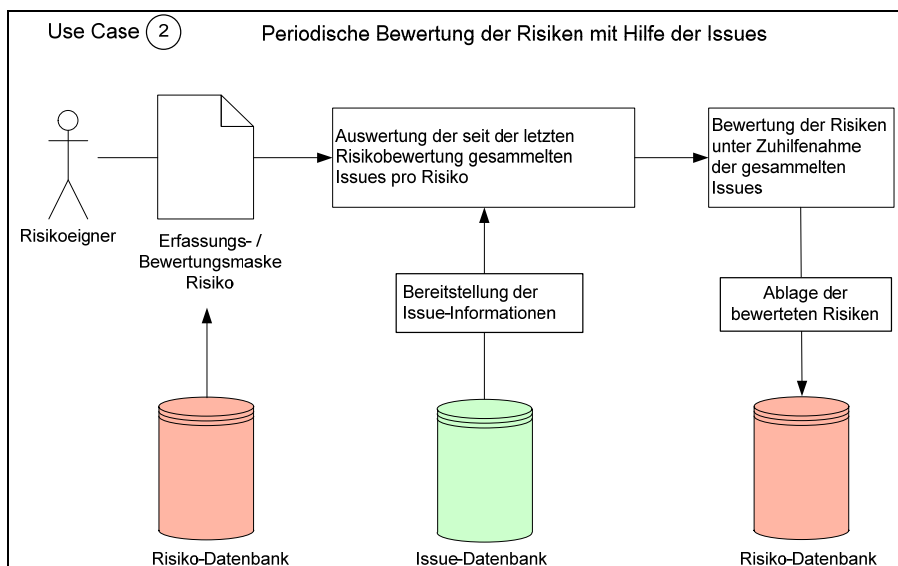 Use Case 2
Periodische Bewertung der Risiken mit Hilfe der Issues
Risikoeigner
Erfassungs- /
Bewertungsmaske
Risiko
Auswertung der seit der letzten
Risikobewertung gesammelten
Issues pro Risiko
Bewertung der Risiken
unter Zuhilfenahme
der gesammelten
Issues
Bereitstellung der
Issue-Informationen
Ablage der
bewerteten Risiken
Risiko-Datenbank
Issue-Datenbank
Risiko-Datenbank